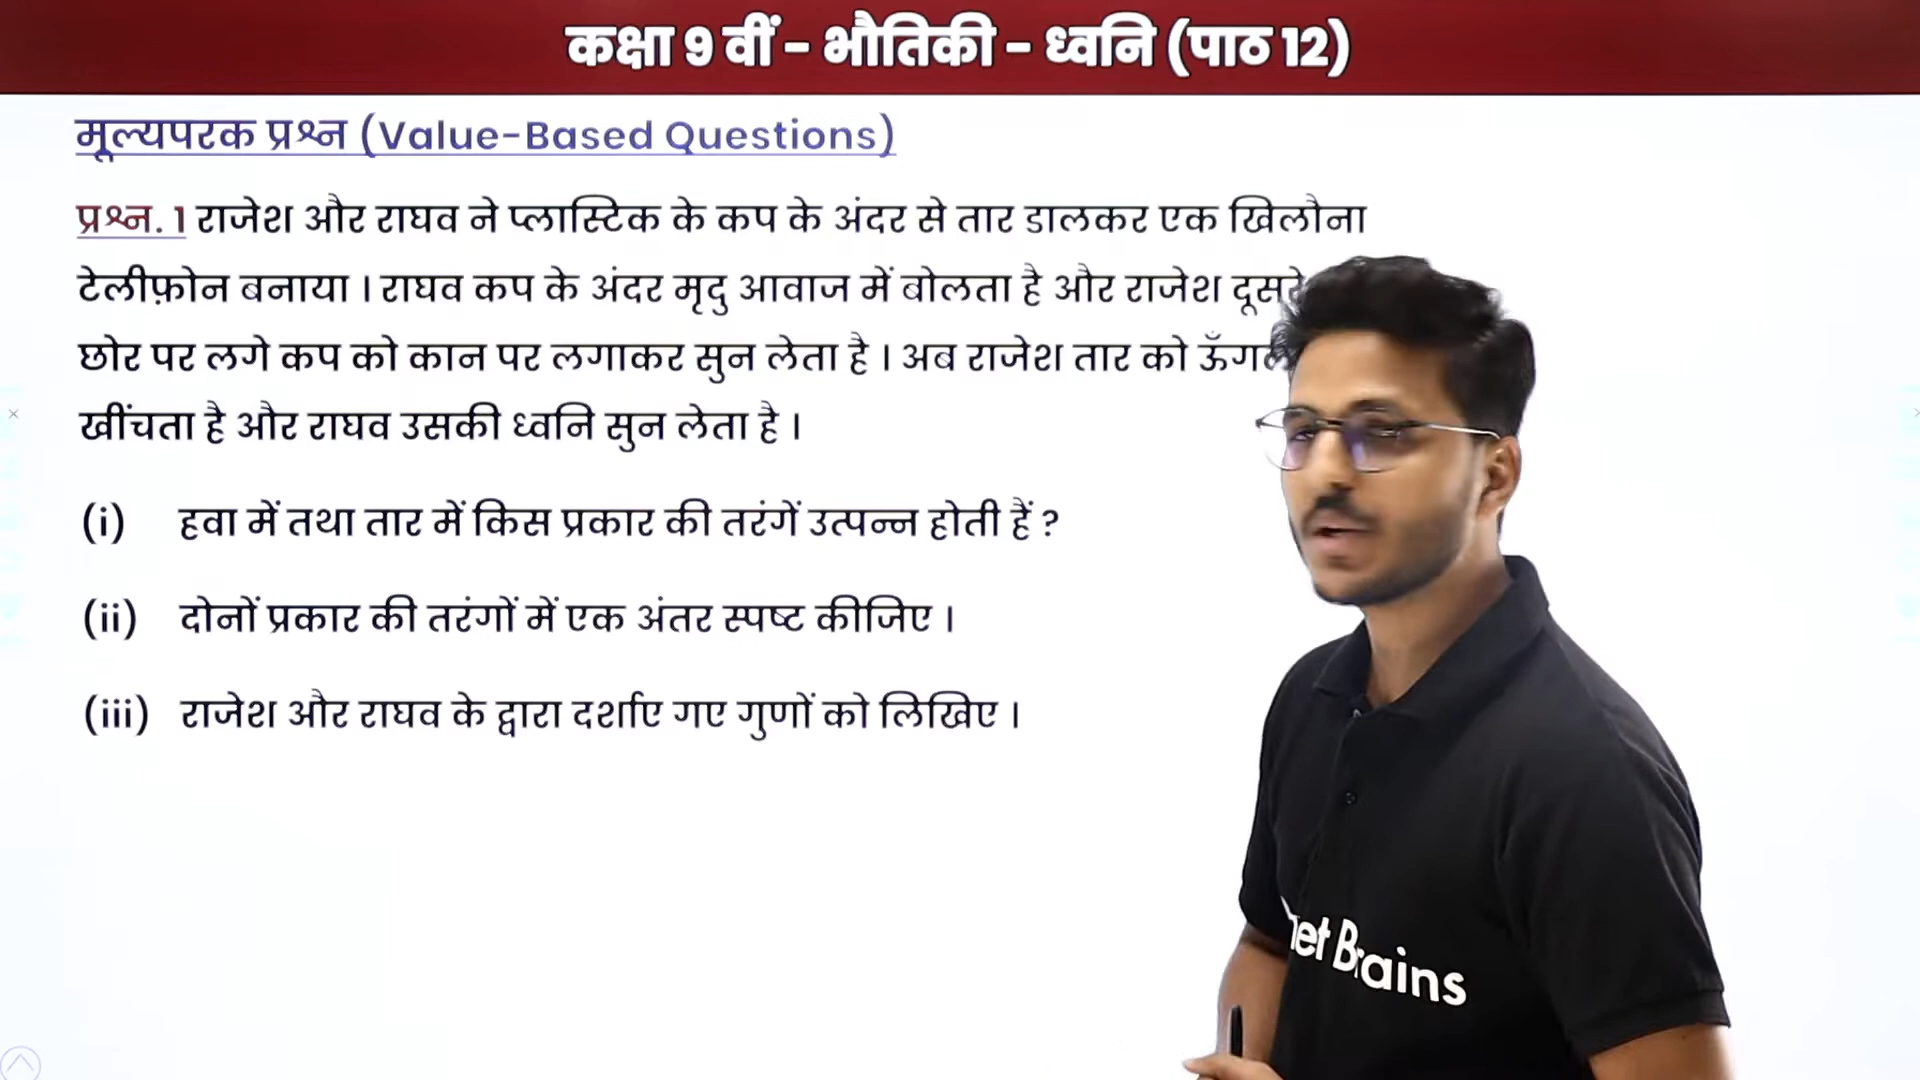 कक्षा 9 वीं - भौतिकी - ध्वनि (पाठ 12)
मूल्यपरक प्रश्न (Value-Based Questions)
प्रश्न. 1 राजेश और राघव ने प्लास्टिक के कप के अंदर से तार डालकर एक खिलौना
टेलीफ़ोन बनाया । राघव कप के अंदर मृदु आवाज में बोलता है और राजेश दूसरे
छोर पर लगे कप को कान पर लगाकर सुन लेता है । अब राजेश तार को
खींचता है और राघव उसकी ध्वनि सुन लेता है ।
(i) हवा में तथा तार में किस प्रकार की तरंगें उत्पन्न होती हैं ?
(ii) दोनों प्रकार की तरंगों में एक अंतर स्पष्ट कीजिए ।
(iii) राजेश और राघव के द्वारा दर्शाए गए गुणों को लिखिए ।
Brains